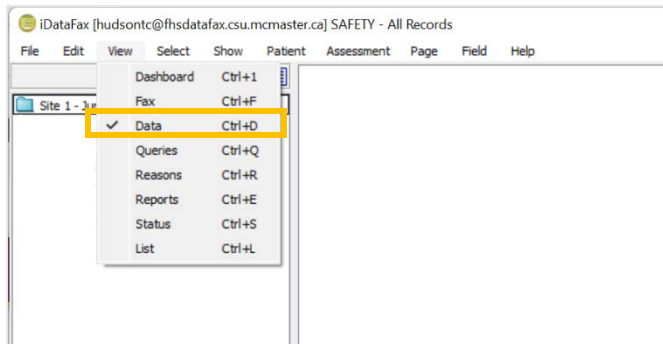 iDataFax [hudsontc@fhsdatafax.csu.mcmaster.ca] SAFETY - All Records
File Edit View Select Show Patient Assessment Page Field Help
Dashboard Ctrl+1
Site 1 -
Fax Ctrl+F
Data Ctrl+D
Queries Ctrl+Q
Reasons Ctrl+R
Reports Ctrl+E
Status Ctrl+S
List Ctrl+L